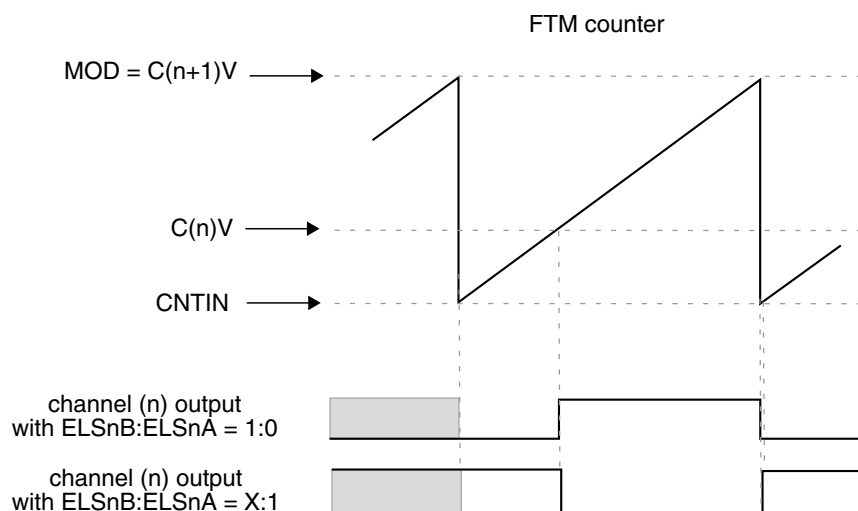 FTM counter
MOD = C(n+1)V
C(n)V
CNTIN
channel (n) output
with ELSnB:ELSnA = 1:0
channel (n) output
with ELSnB:ELSnA = X:1